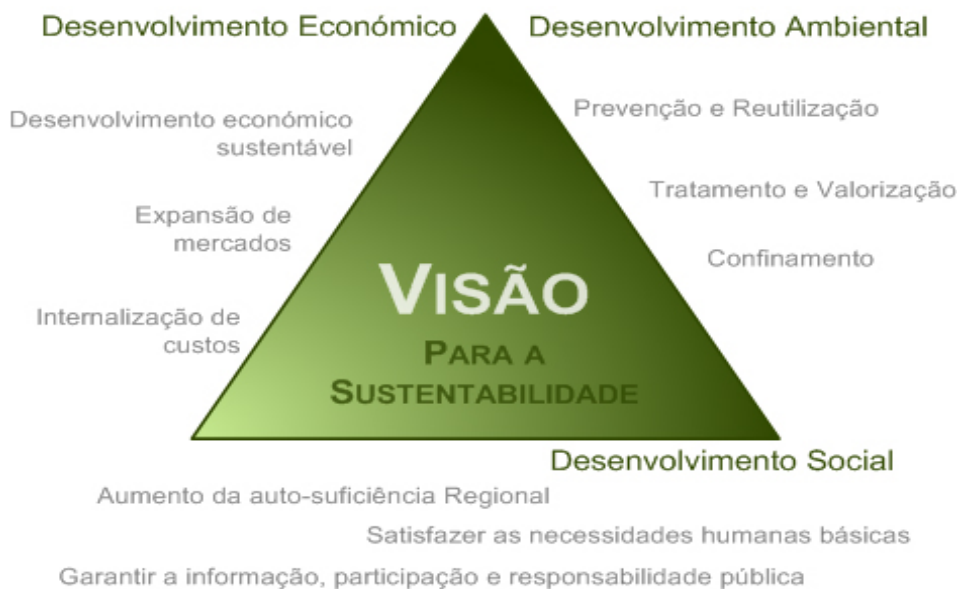 Desenvolvimento Económico
Desenvolvimento Ambiental
Desenvolvimento económico
sustentável
Expansão de
mercados
Internalização de
custos
Prevenção e Reutilização
Tratamento e Valorização
Confinamento
VISÃO
PARA A
SUSTENTABILIDADE
Desenvolvimento Social
Aumento da auto-suficiência Regional
Satisfazer as necessidades humanas básicas
Garantir a informação, participação e responsabilidade pública